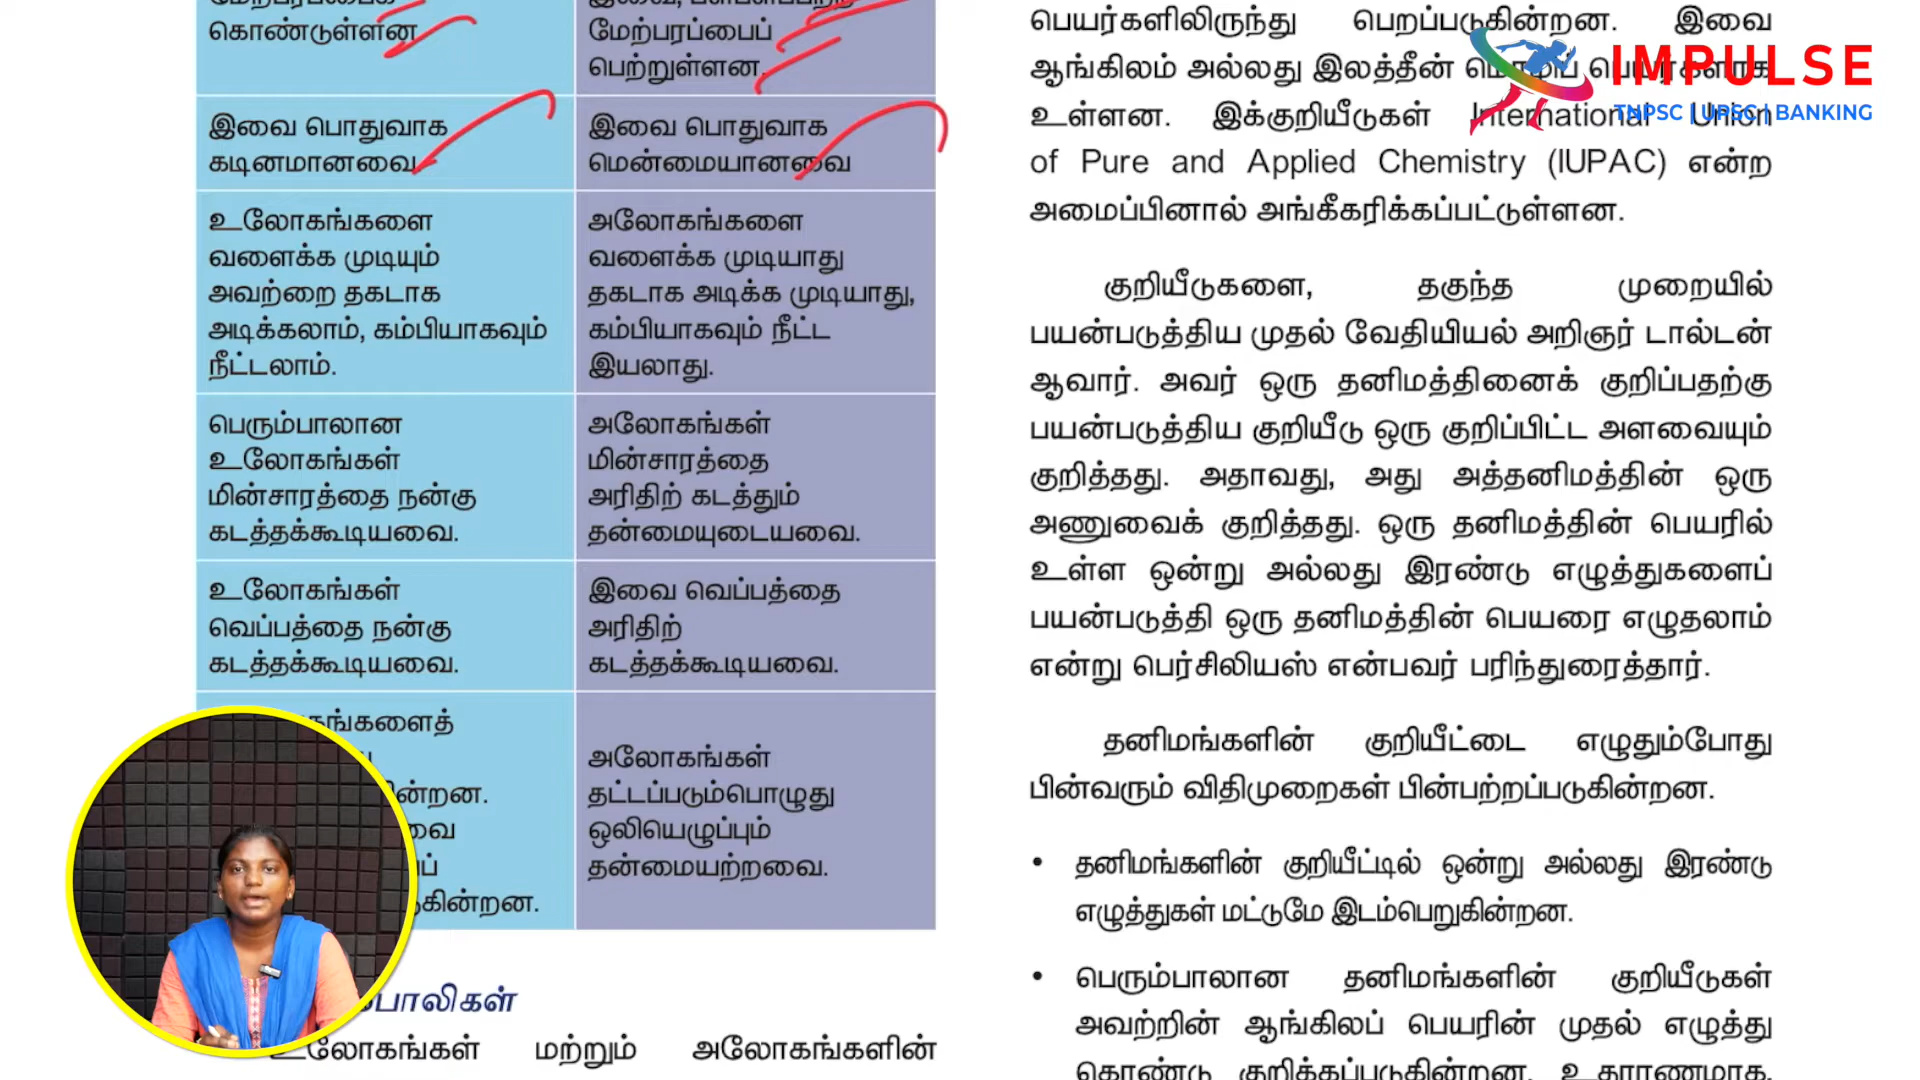 கொண்டுள்ளன
மேற்பரப்பைப்
பெற்றுள்ளன.
இவை பொதுவாக
கடினமானவை
இவை பொதுவாக
மென்மையானவை
உலோகங்களை
வளைக்க முடியும்
அவற்றை தகடாக
அடிக்கலாம், கம்பியாகவும்
நீட்டலாம்.
அலோகங்களை
வளைக்க முடியாது
தகடாக அடிக்க முடியாது,
கம்பியாகவும் நீட்ட
இயலாது.
பெரும்பாலான
உலோகங்கள்
மின்சாரத்தை நன்கு
கடத்தக்கூடியவை.
அலோகங்கள்
மின்சாரத்தை
அரிதிற் கடத்தும்
தன்மையுடையவை.
உலோகங்கள்
வெப்பத்தை நன்கு
கடத்தக்கூடியவை.
இவை வெப்பத்தை
அரிதிற்
கடத்தக்கூடியவை.
அலோகங்கள்
தட்டப்படும்பொழுது
ஒலியெழுப்பும்
தன்மையற்றவை.
உலோகங்கள் மற்றும் அலோகங்களின்
பெயர்களிலிருந்து பெறப்படுகின்றன. இவை
ஆங்கிலம் அல்லது இலத்தீன் மொழிப் பெயர்களாக
உள்ளன. இக்குறியீடுகள் International Union
of Pure and Applied Chemistry (IUPAC) என்ற
அமைப்பினால் அங்கீகரிக்கப்பட்டுள்ளன.
குறியீடுகளை, தகுந்த முறையில்
பயன்படுத்திய முதல் வேதியியல் அறிஞர் டால்டன்
ஆவார். அவர் ஒரு தனிமத்தினைக் குறிப்பதற்கு
பயன்படுத்திய குறியீடு ஒரு குறிப்பிட்ட அளவையும்
குறித்தது. அதாவது, அது அத்தனிமத்தின் ஒரு
அணுவைக் குறித்தது. ஒரு தனிமத்தின் பெயரில்
உள்ள ஒன்று அல்லது இரண்டு எழுத்துகளைப்
பயன்படுத்தி ஒரு தனிமத்தின் பெயரை எழுதலாம்
என்று பெர்சிலியஸ் என்பவர் பரிந்துரைத்தார்.
தனிமங்களின் குறியீட்டை எழுதும்போது
பின்வரும் விதிமுறைகள் பின்பற்றப்படுகின்றன.
• தனிமங்களின் குறியீட்டில் ஒன்று அல்லது இரண்டு
எழுத்துகள் மட்டுமே இடம்பெறுகின்றன.
• பெரும்பாலான தனிமங்களின் குறியீடுகள்
அவற்றின் ஆங்கிலப் பெயரின் முதல் எழுத்து
கொண்டு குறிக்கப்படுகின்றன. உதாரணமாக,
IMPULSE
TNPSC | UPSC | BANKING